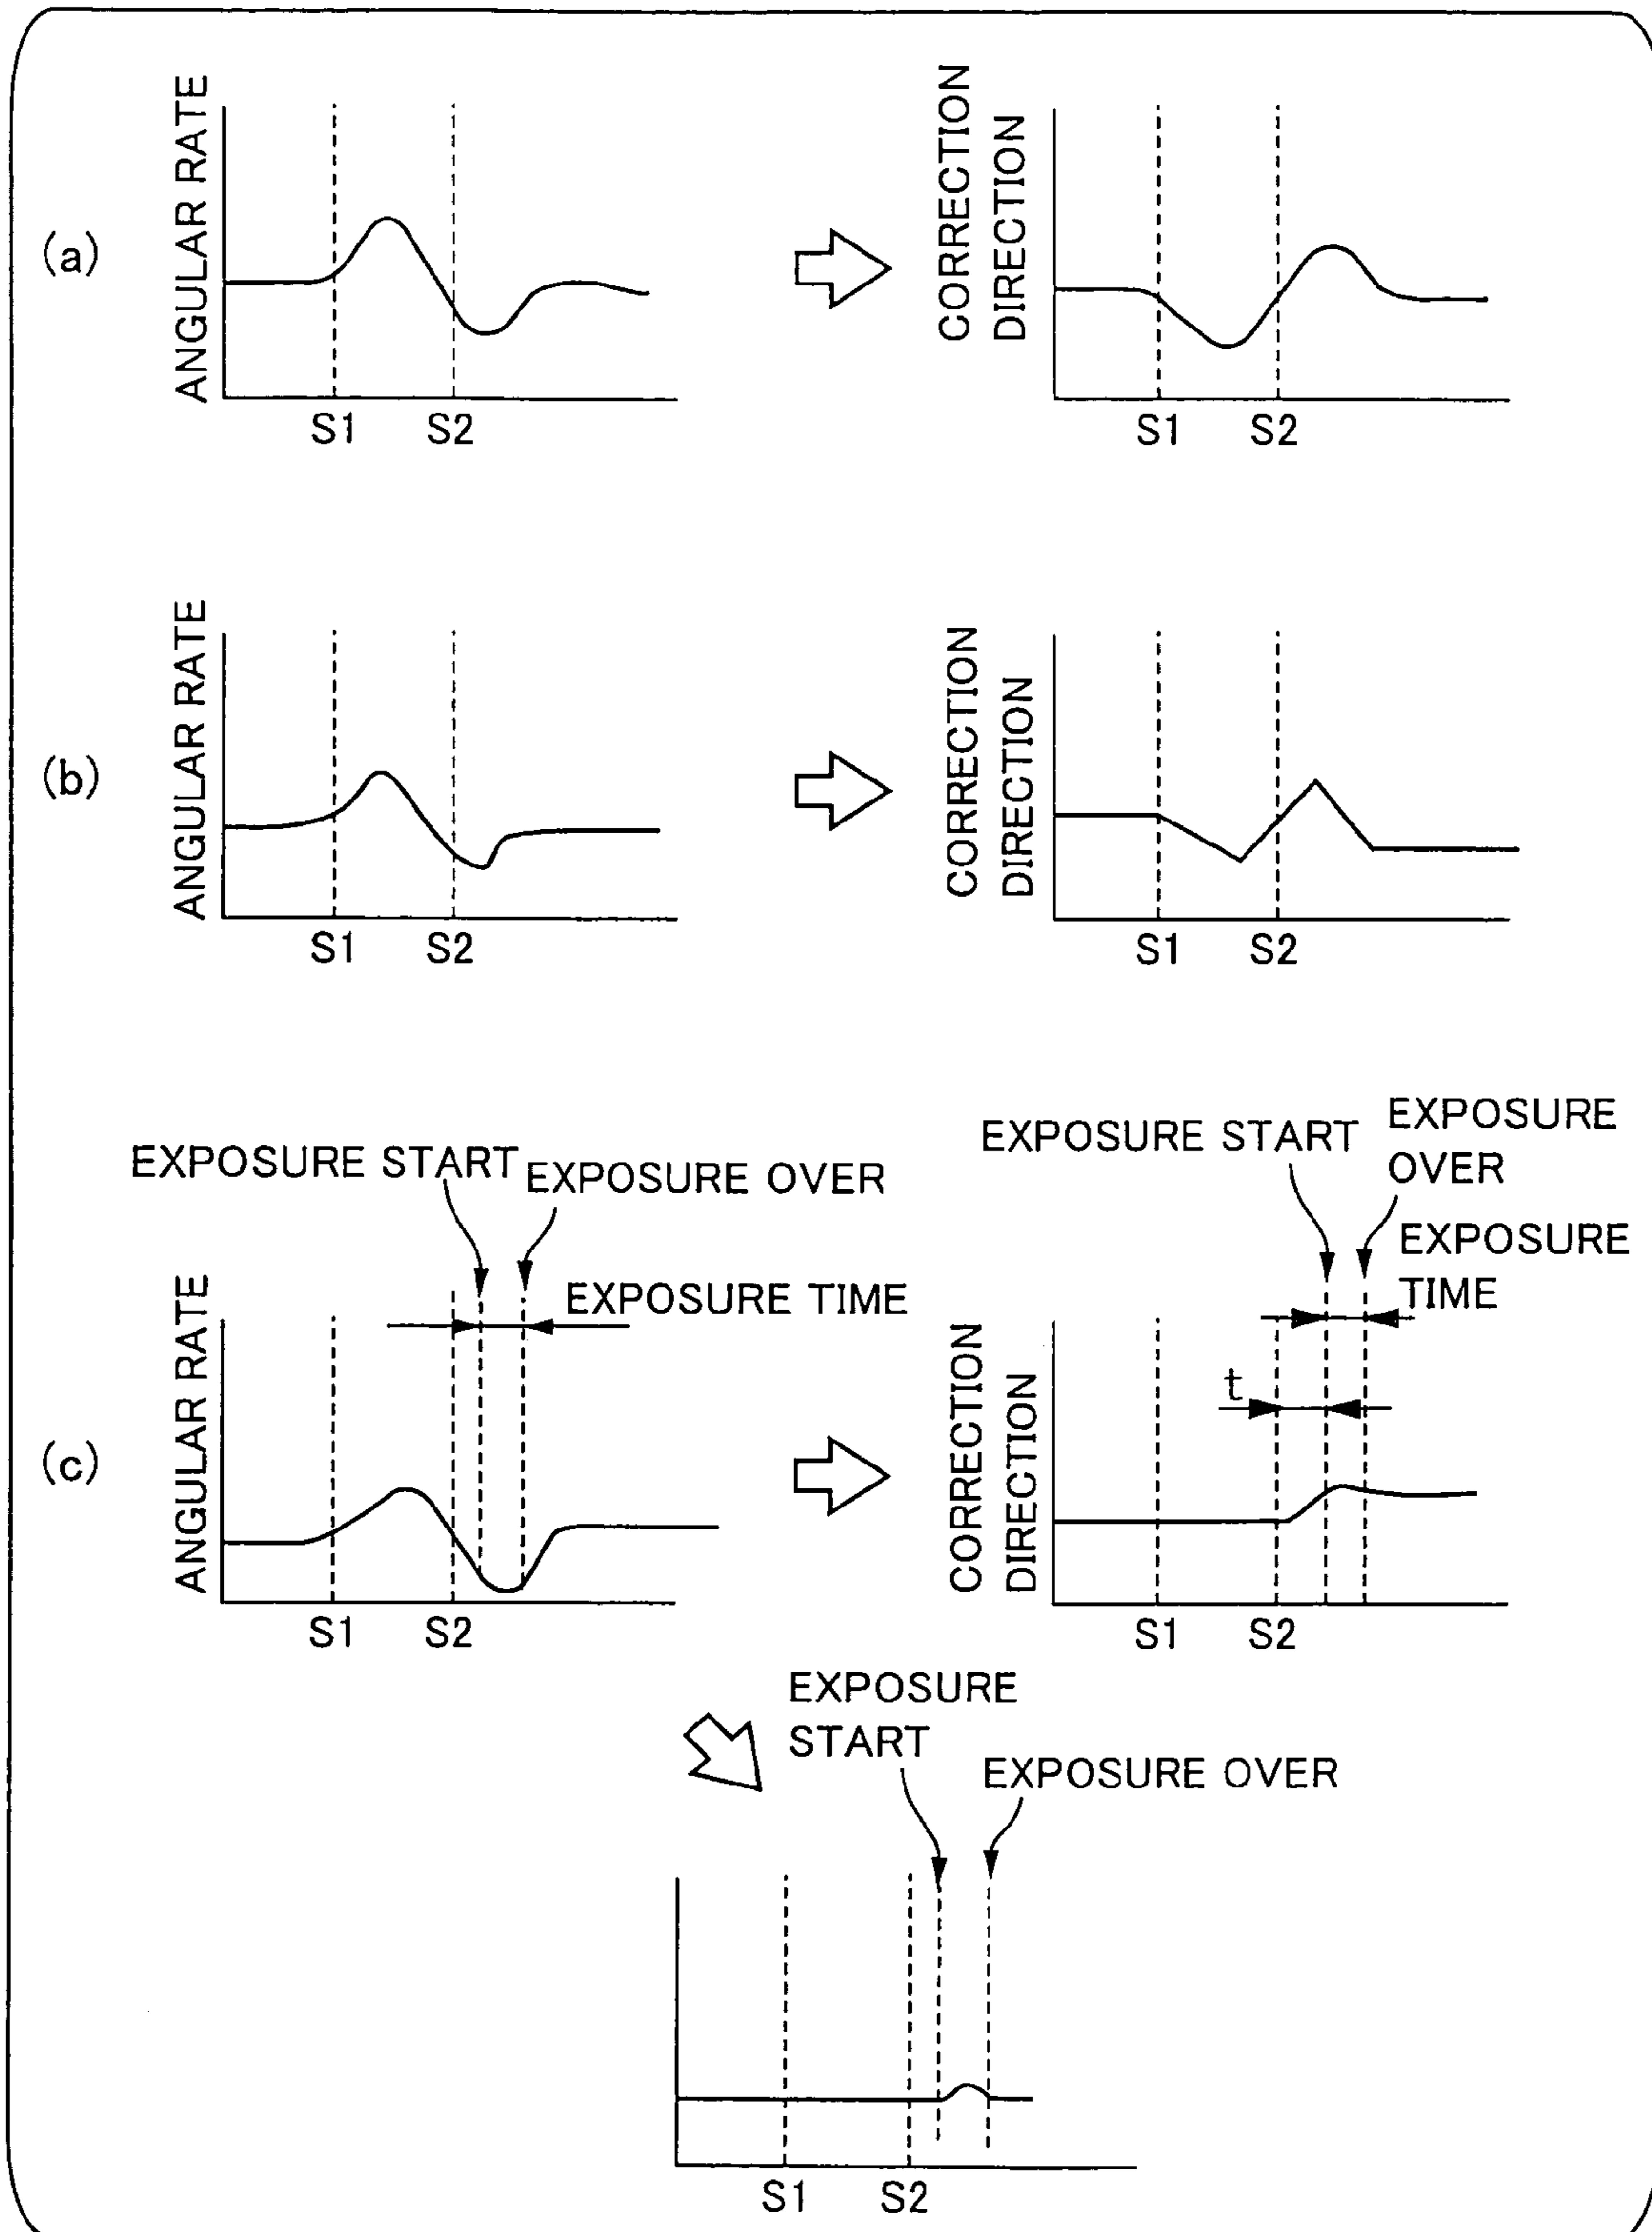 (a)
ANGULAR RATE
S1
S2
CORRECTION
DIRECTION
S1
S2
(b)
ANGULAR RATE
S1
S2
CORRECTION
DIRECTION
S1
S2
(c)
EXPOSURE START
EXPOSURE OVER
EXPOSURE TIME
ANGULAR RATE
S1
S2
EXPOSURE START
EXPOSURE
OVER
EXPOSURE
TIME
t
CORRECTION
DIRECTION
S1
S2
EXPOSURE
START
EXPOSURE OVER
S1
S2